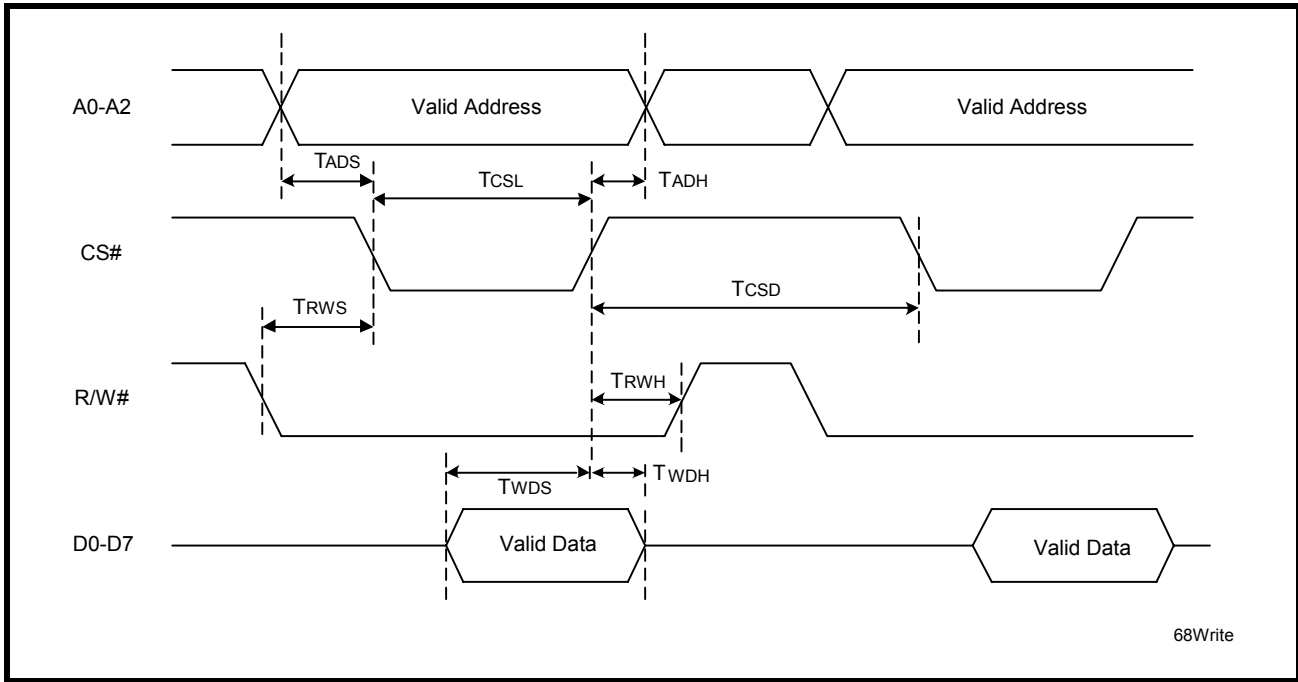 A0-A2
Valid Address
Valid Address
TADS
TCSL
TADH
CS#
TCSD
TRWS
R/W#
TRWH
TWDS
TWDH
D0-D7
Valid Data
Valid Data
68Write